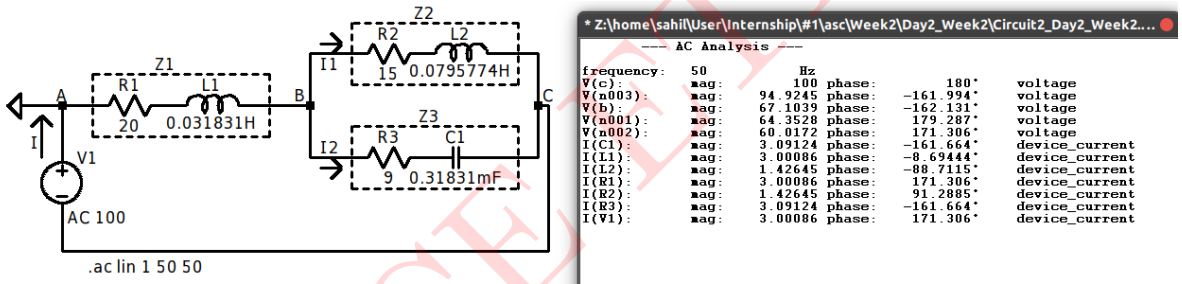 Z2
R2
L2
I1
15
0.0795774H
Z1
A
R1
L1
B
C
20
0.031831H
Z3
I
V1
I2
R3
C1
9
0.31831mF
AC 100
.ac lin 1 50 50
* Z:\home\sahil\User\Internship\#1\asc\Week2\Day2_Week2\Circuit2_Day2_Week2....
--- AC Analysis ---
frequency: 50 Hz
V(c): mag: 100 phase: 180° voltage
V(n003): mag: 94.9245 phase: -161.994° voltage
V(b): mag: 67.1039 phase: -162.131° voltage
V(n001): mag: 64.3528 phase: 179.287° voltage
V(n002): mag: 60.0172 phase: 171.306° voltage
I(C1): mag: 3.09124 phase: -161.664° device_current
I(L1): mag: 3.00086 phase: -8.69444° device_current
I(L2): mag: 1.42645 phase: -88.7115° device_current
I(R1): mag: 3.00086 phase: 171.306° device_current
I(R2): mag: 1.42645 phase: 91.2885° device_current
I(R3): mag: 3.09124 phase: -161.664° device_current
I(V1): mag: 3.00086 phase: 171.306° device_current